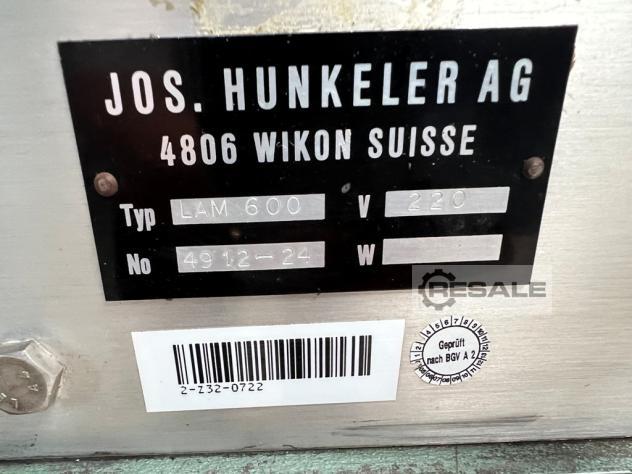 JOS. HUNKELER AG
4806 WIKON SUISSE
Typ LAM 600 V 220
No 4912-24 W
RESALE
2-Z32-0722
Geprüft
nach BGV A 2